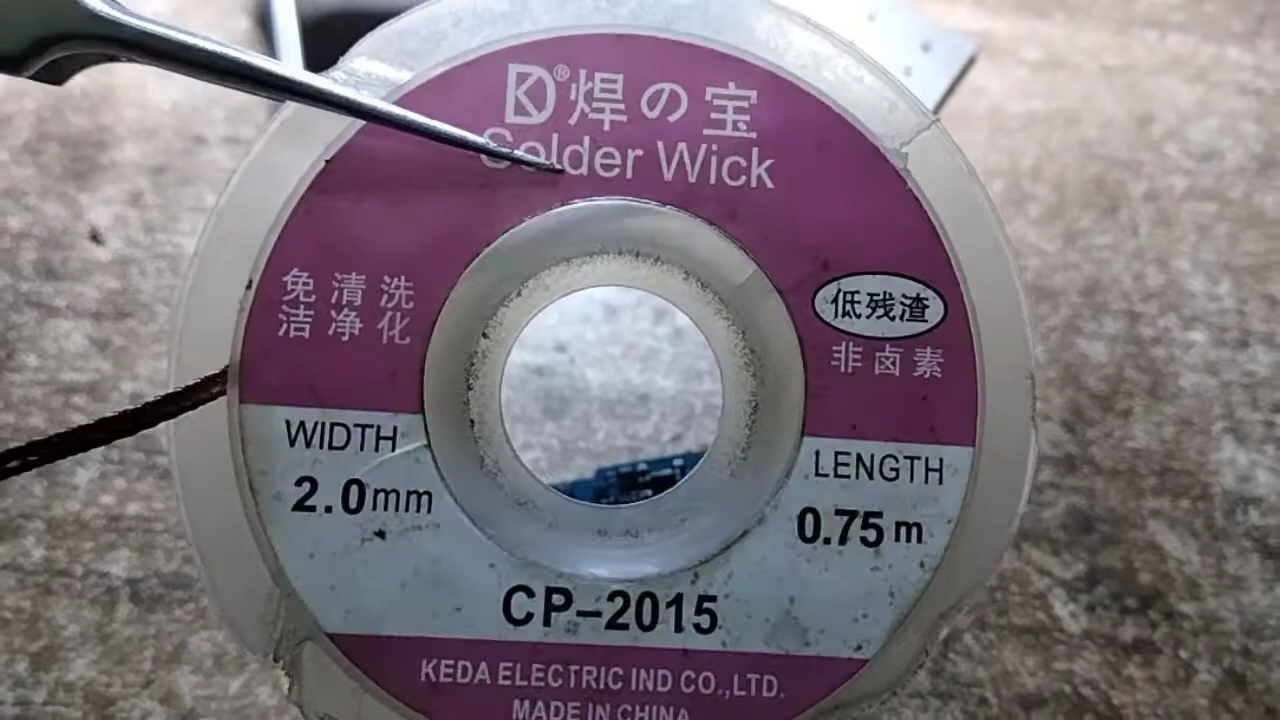 KD®焊の宝
Solder Wick
免清洗
洁净化
低残渣
非卤素
WIDTH
2.0mm
LENGTH
0.75m
CP-2015
KEDA ELECTRIC IND CO.,LTD.
MADE IN CHINA